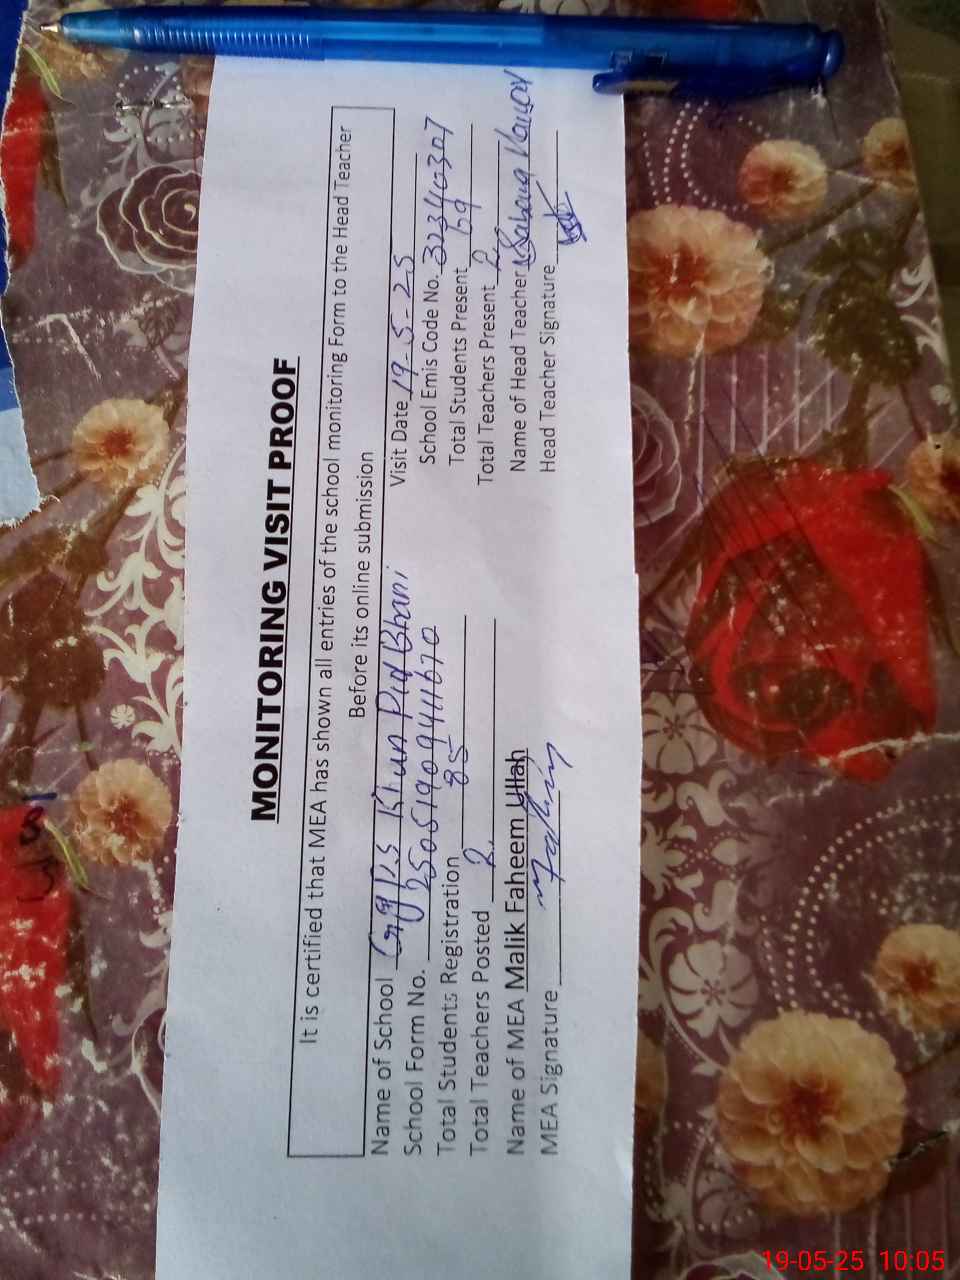 MONITORING VISIT PROOF
It is certified that MEA has shown all entries of the school monitoring Form to the Head Teacher
Before its online submission
Name of School Bhani Visit Date 19-5-25
School Form No. School Emis Code No. 32340307
Total Students Registration 85 Total Students Present 69
Total Teachers Posted 2 Total Teachers Present 2
Name of MEA Malik Faheem Ullah Name of Head Teacher
MEA Signature Head Teacher Signature
19-05-25 10:05